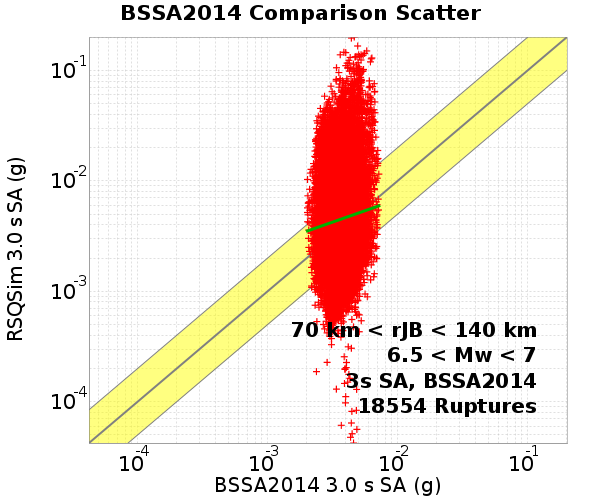 BSSA2014 Comparison Scatter
RSQSim 3.0 s SA (g)
10-1
10-2
10-3
10-4
70 km < rJB < 140 km
6.5 < Mw < 7
3s SA, BSSA2014
18554 Ruptures
10-4 10-3 10-2 10-1
BSSA2014 3.0 s SA (g)